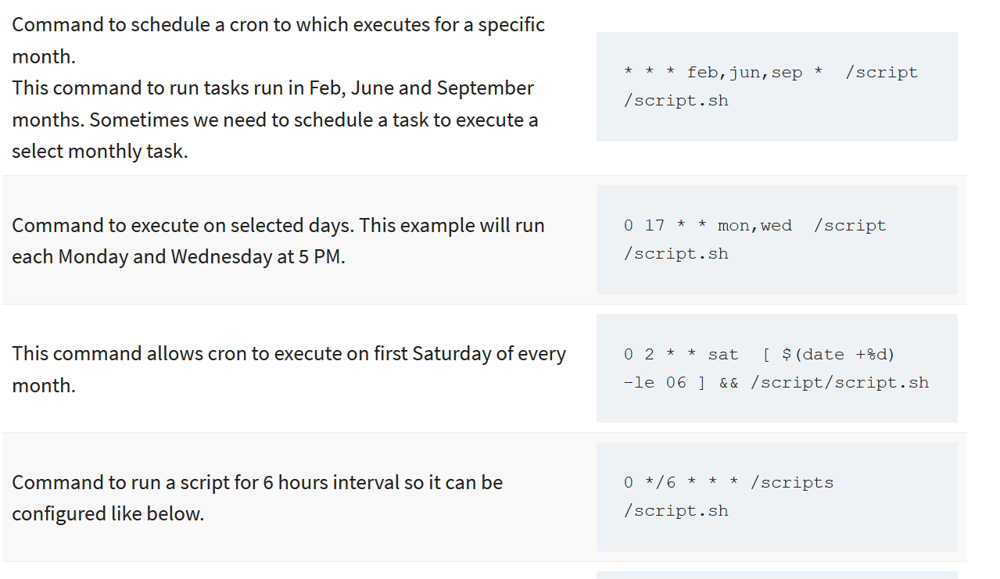 Command to schedule a cron to which executes for a specific
month.
This command to run tasks run in Feb, June and September
months. Sometimes we need to schedule a task to execute a
select monthly task.
* * * feb,jun,sep *  /script
/script.sh
Command to execute on selected days. This example will run
each Monday and Wednesday at 5 PM.
0 17 * * mon,wed  /script
/script.sh
This command allows cron to execute on first Saturday of every
month.
0 2 * * sat  [ $(date +%d)
-le 06 ] && /script/script.sh
Command to run a script for 6 hours interval so it can be
configured like below.
0 */6 * * * /scripts
/script.sh